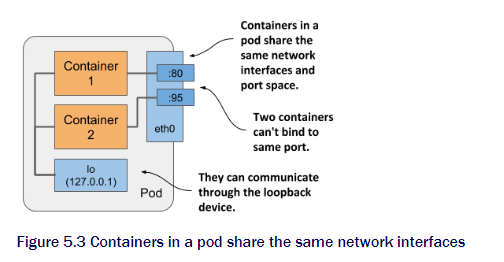 Containers in a
pod share the
same network
interfaces and
port space.
Container
1
:80
:95
Container
2
eth0
Two containers
can't bind to
same port.
lo
(127.0.0.1)
Pod
They can communicate
through the loopback
device.
Figure 5.3 Containers in a pod share the same network interfaces